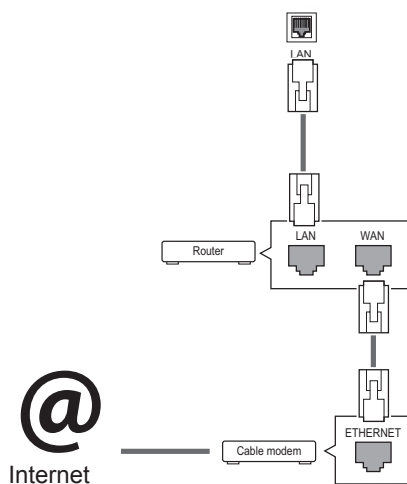 LAN
LAN WAN
Router
@
ETHERNET
Cable modem
Internet